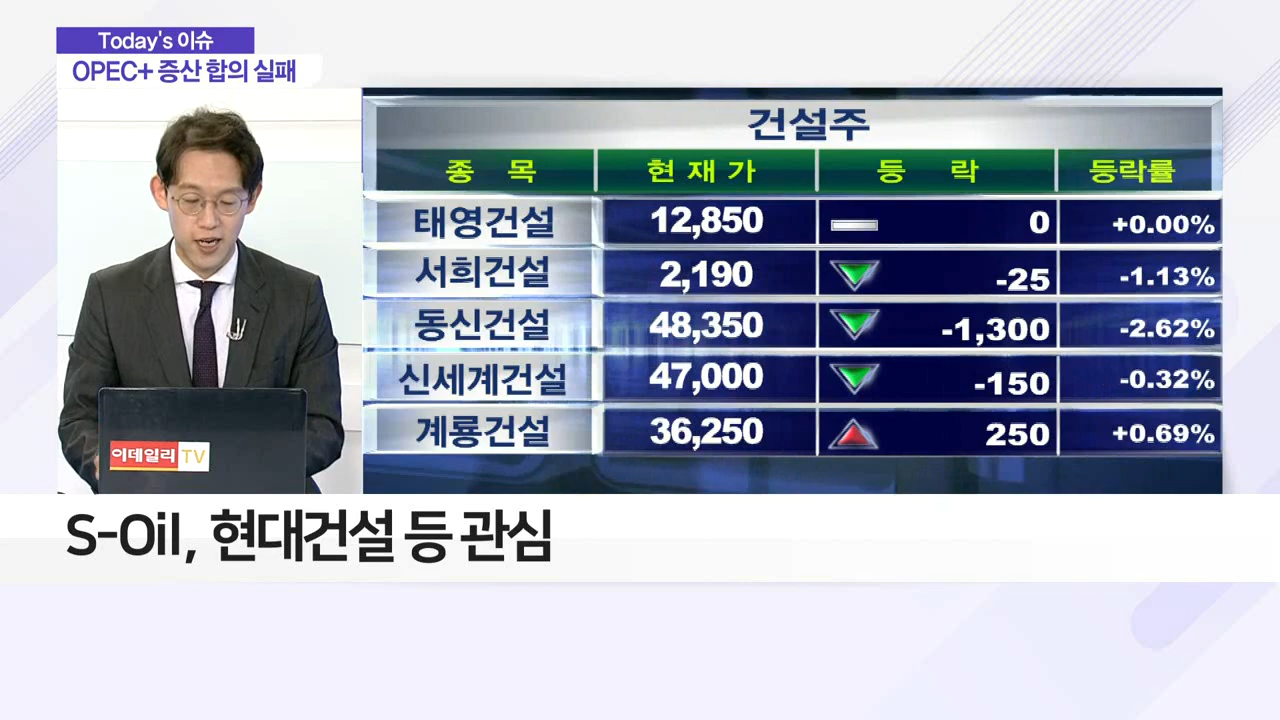 Today's 이슈
OPEC+ 증산 합의 실패
건설주
종 목 현 재 가 등 락 등락률
태영건설 12,850 0 +0.00%
서희건설 2,190 -25 -1.13%
동신건설 48,350 -1,300 -2.62%
신세계건설 47,000 -150 -0.32%
계룡건설 36,250 250 +0.69%
이데일리 TV
S-Oil, 현대건설 등 관심